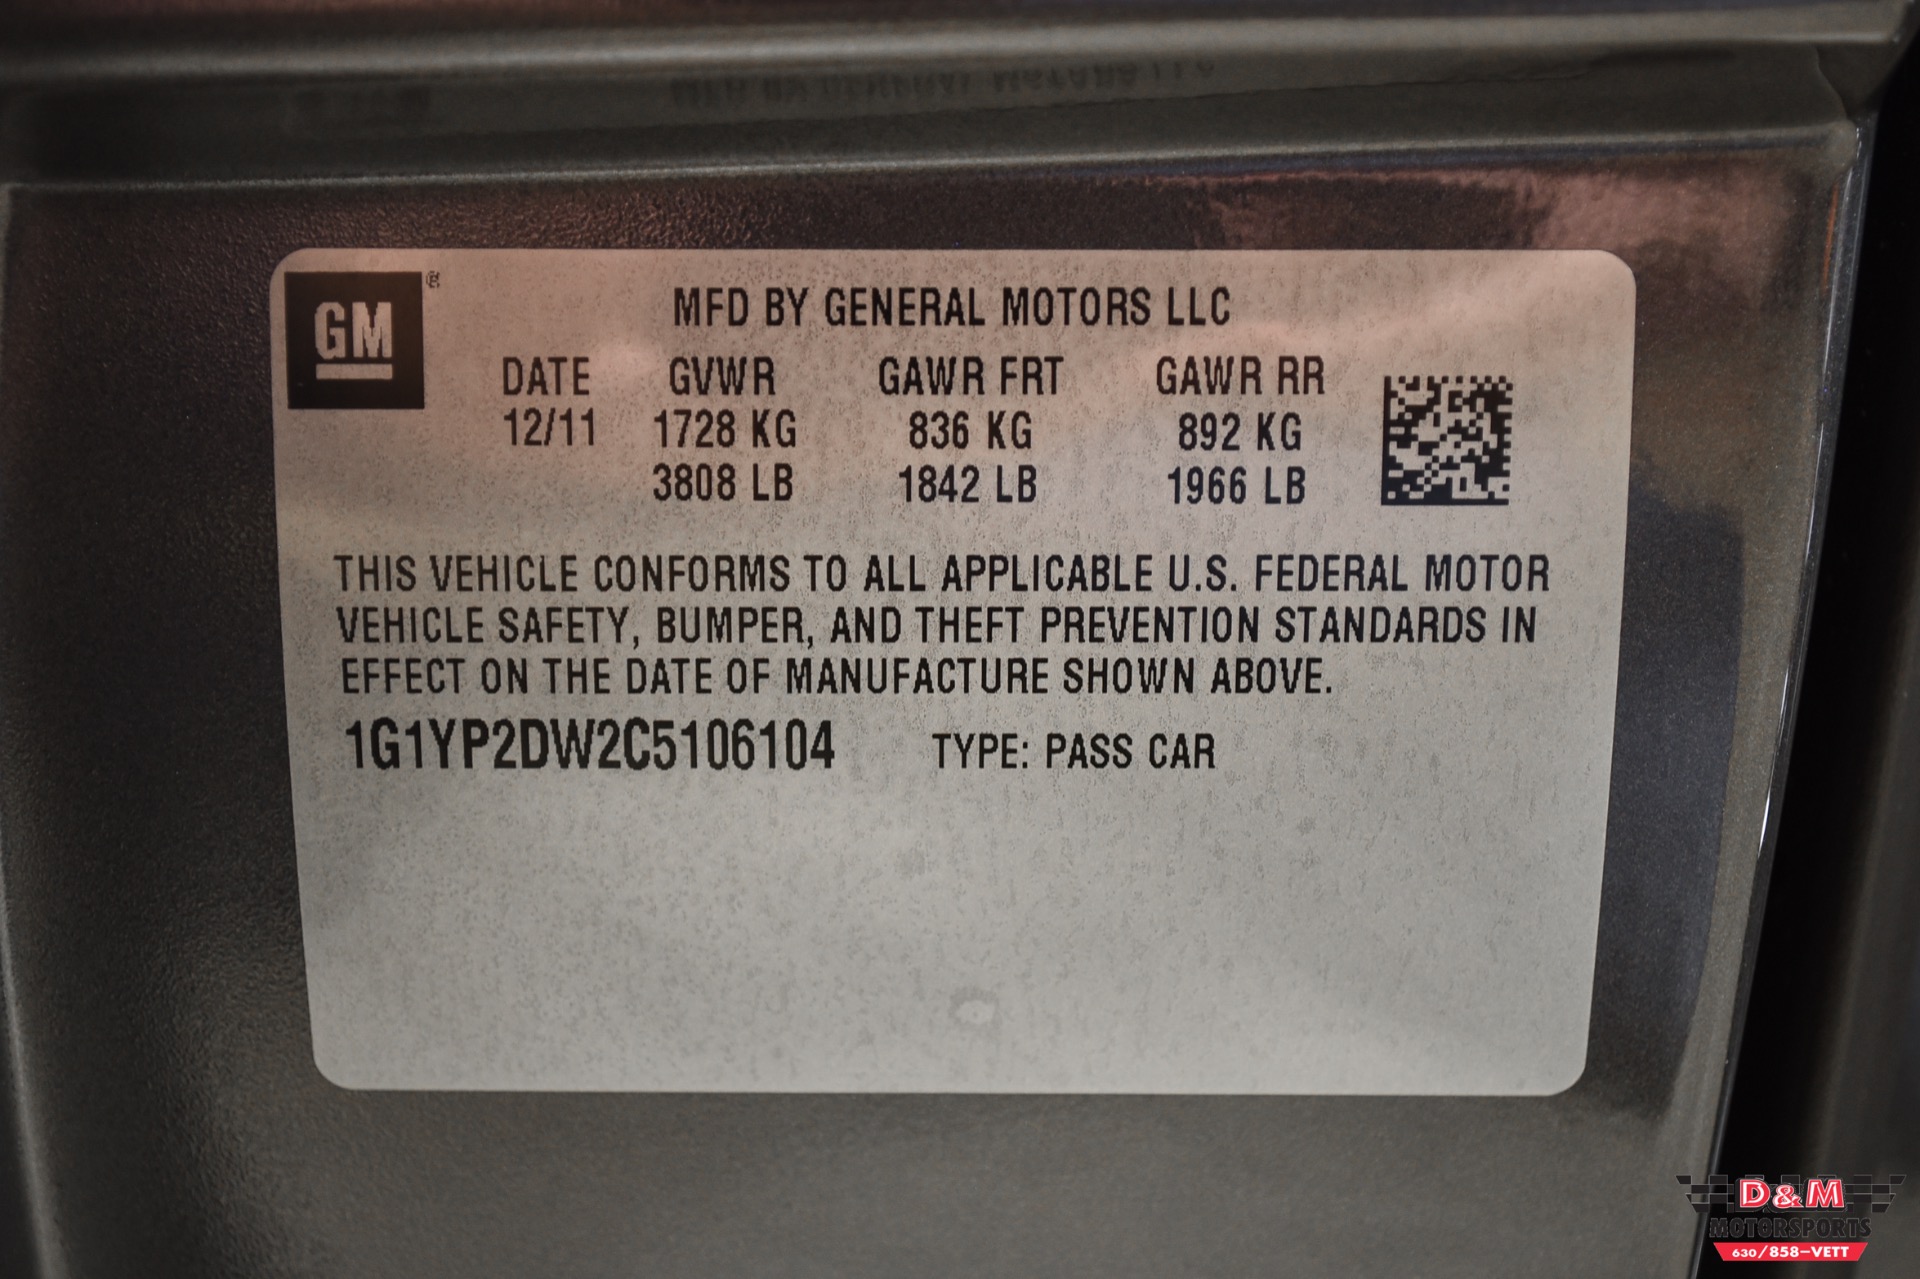 GM
®
MFD BY GENERAL MOTORS LLC
DATE GVWR GAWR FRT GAWR RR
12/11 1728 KG 836 KG 892 KG
3808 LB 1842 LB 1966 LB
THIS VEHICLE CONFORMS TO ALL APPLICABLE U.S. FEDERAL MOTOR
VEHICLE SAFETY, BUMPER, AND THEFT PREVENTION STANDARDS IN
EFFECT ON THE DATE OF MANUFACTURE SHOWN ABOVE.
1G1YP2DW2C5106104 TYPE: PASS CAR
D&M
MOTORSPORTS
630/858-VETT